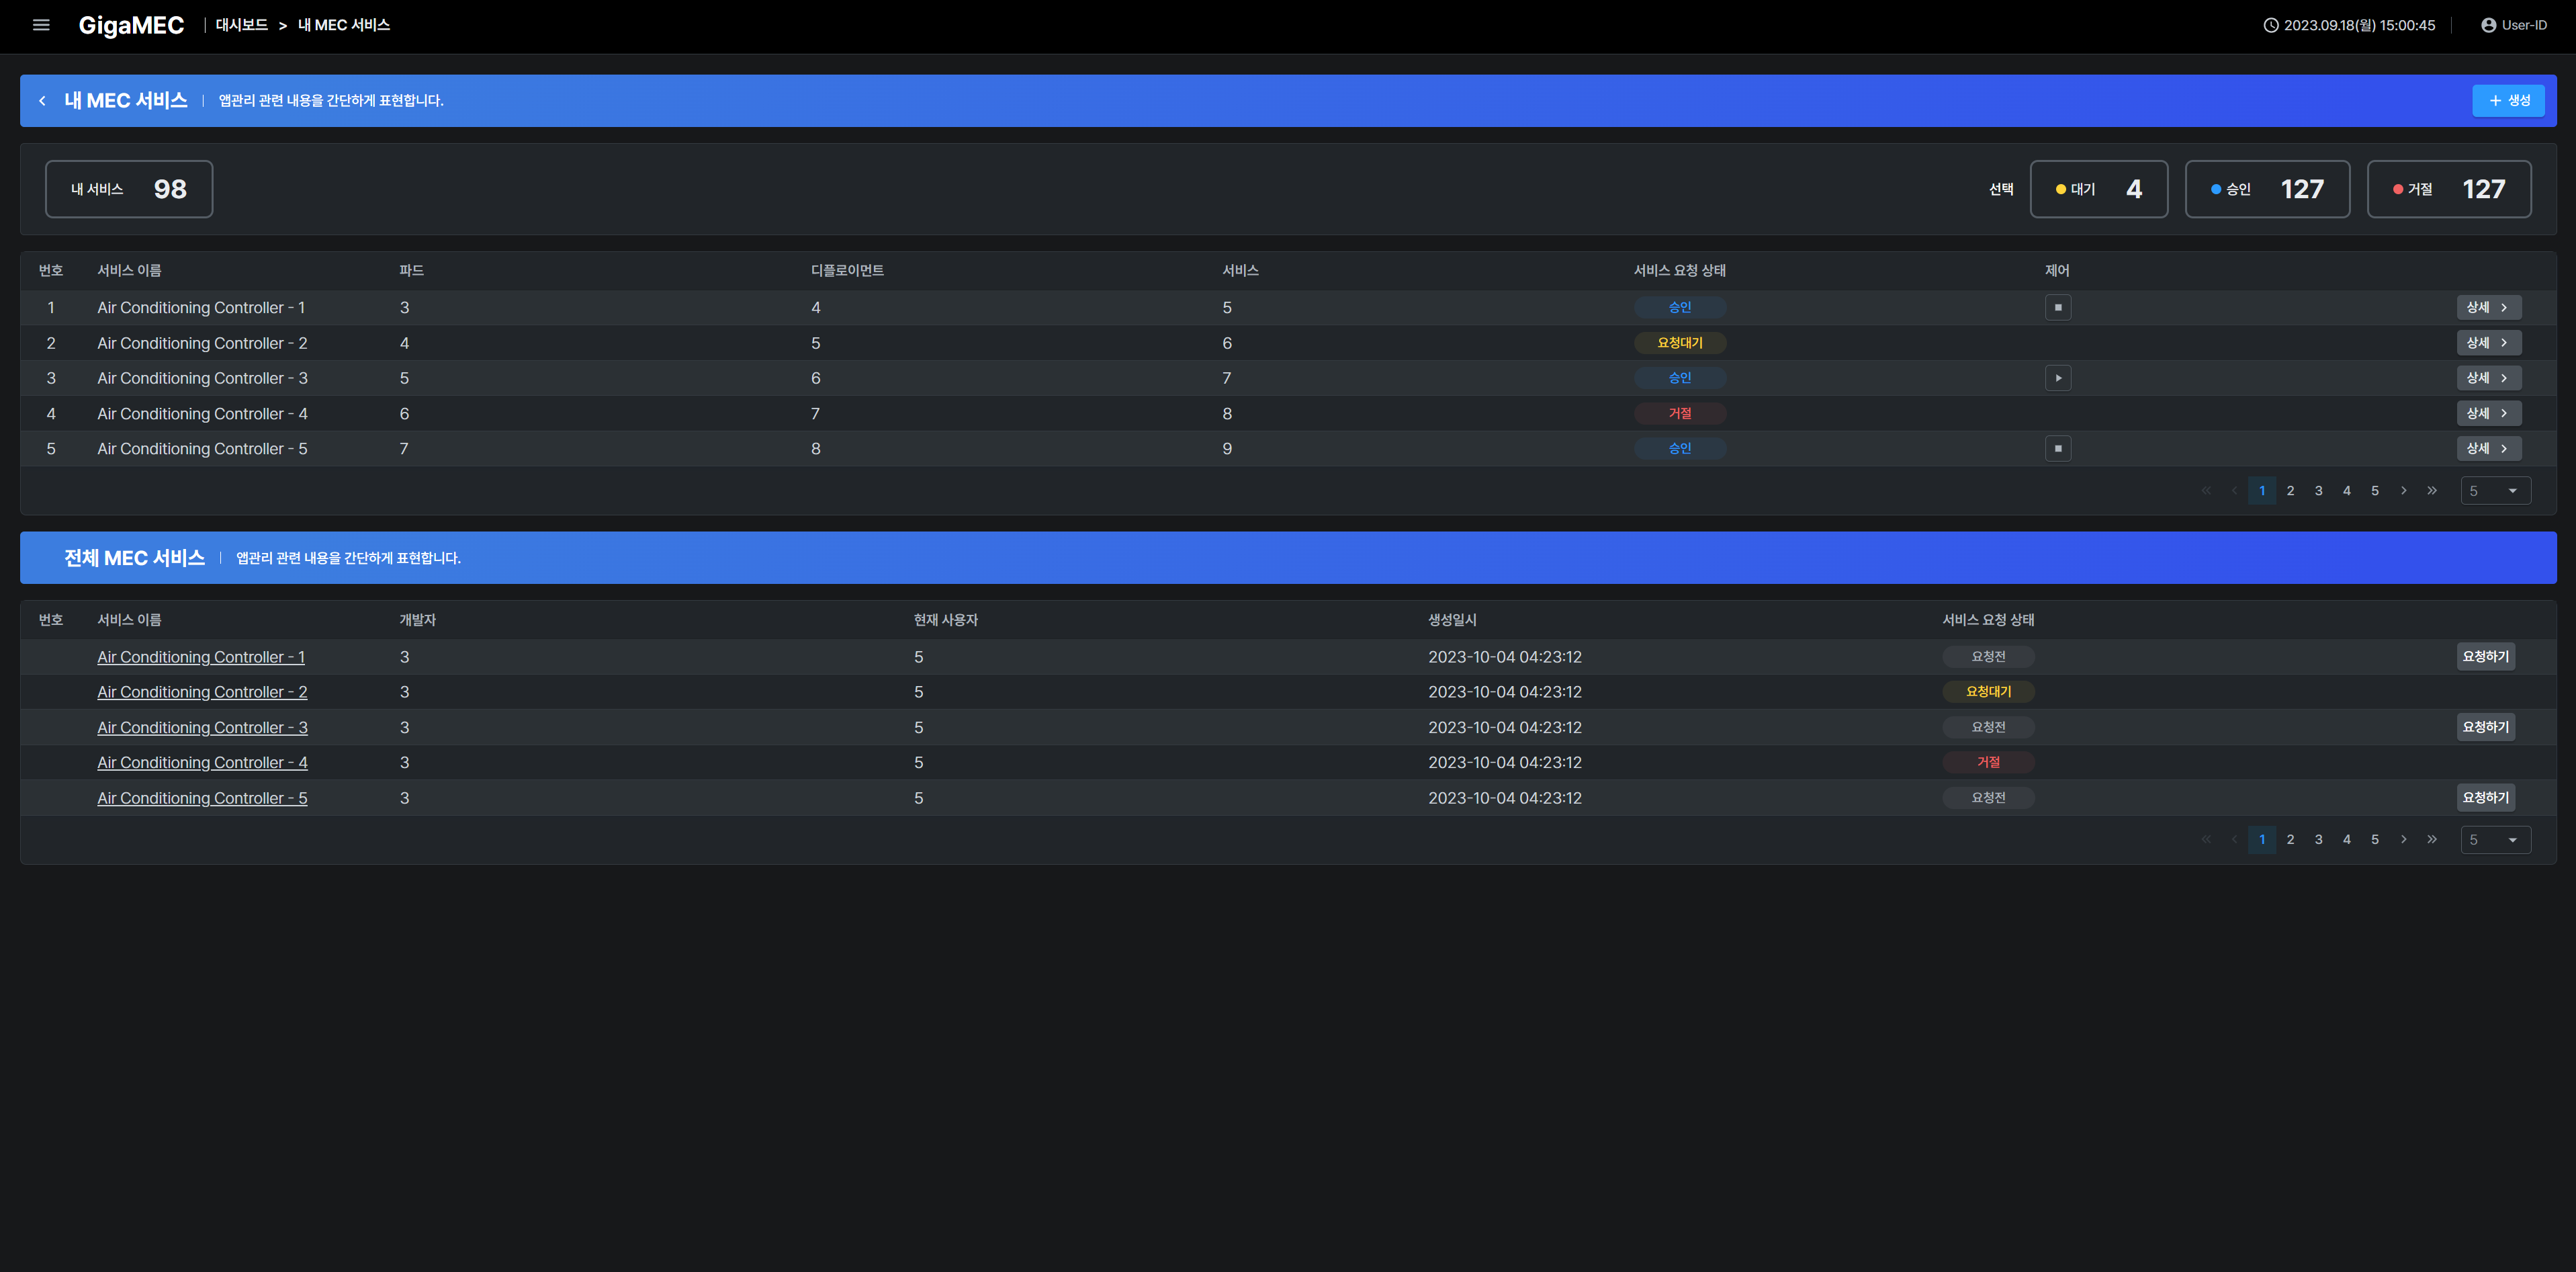 GigaMEC | 대시보드 > 내 MEC 서비스 2023.09.18(월) 15:00:45 User-ID
내 MEC 서비스 | 앱관리 관련 내용을 간단하게 표현합니다. + 생성
내 서비스 98 선택 대기 4 승인 127 거절 127
번호 서비스 이름 파드 디플로이먼트 서비스 서비스 요청 상태 제어
1 Air Conditioning Controller - 1 3 4 5 승인 상세 >
2 Air Conditioning Controller - 2 4 5 6 요청대기 상세 >
3 Air Conditioning Controller - 3 5 6 7 승인 상세 >
4 Air Conditioning Controller - 4 6 7 8 거절 상세 >
5 Air Conditioning Controller - 5 7 8 9 승인 상세 >
« < 1 2 3 4 5 > » 5
전체 MEC 서비스 | 앱관리 관련 내용을 간단하게 표현합니다.
번호 서비스 이름 개발자 현재 사용자 생성일시 서비스 요청 상태
Air Conditioning Controller - 1 3 5 2023-10-04 04:23:12 요청전 요청하기
Air Conditioning Controller - 2 3 5 2023-10-04 04:23:12 요청대기
Air Conditioning Controller - 3 3 5 2023-10-04 04:23:12 요청전 요청하기
Air Conditioning Controller - 4 3 5 2023-10-04 04:23:12 거절
Air Conditioning Controller - 5 3 5 2023-10-04 04:23:12 요청전 요청하기
« < 1 2 3 4 5 > » 5